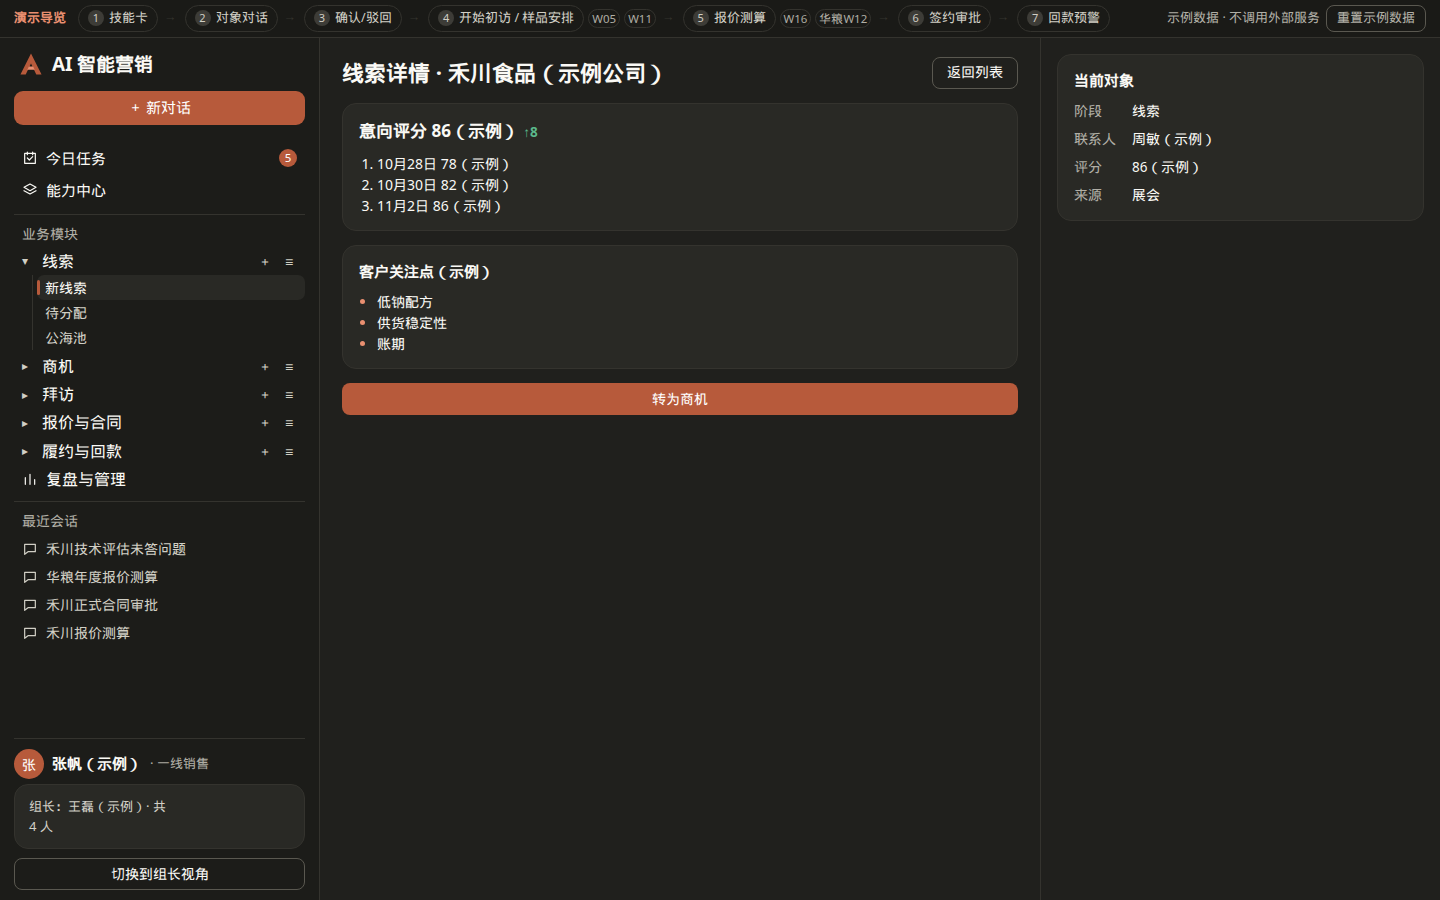 演示导览 1 技能卡 → 2 对象对话 → 3 确认/驳回 → 4 开始初访 / 样品安排 W05 W11 → 5 报价测算 W16 华粮W12 → 6 签约审批 → 7 回款预警 示例数据 · 不调用外部服务 重置示例数据
AI 智能营销
+ 新对话
今日任务 5
能力中心
业务模块
▾ 线索 + ≡
新线索
待分配
公海池
▸ 商机 + ≡
▸ 拜访 + ≡
▸ 报价与合同 + ≡
▸ 履约与回款 + ≡
复盘与管理
最近会话
禾川技术评估未答问题
华粮年度报价测算
禾川正式合同审批
禾川报价测算
张 张帆（示例） · 一线销售
组长：王磊（示例）· 共
4 人
切换到组长视角
线索详情 · 禾川食品（示例公司） 返回列表
意向评分 86（示例） ↑8
1. 10月28日 78（示例）
2. 10月30日 82（示例）
3. 11月2日 86（示例）
客户关注点（示例）
• 低钠配方
• 供货稳定性
• 账期
转为商机
当前对象
阶段 线索
联系人 周敏（示例）
评分 86（示例）
来源 展会